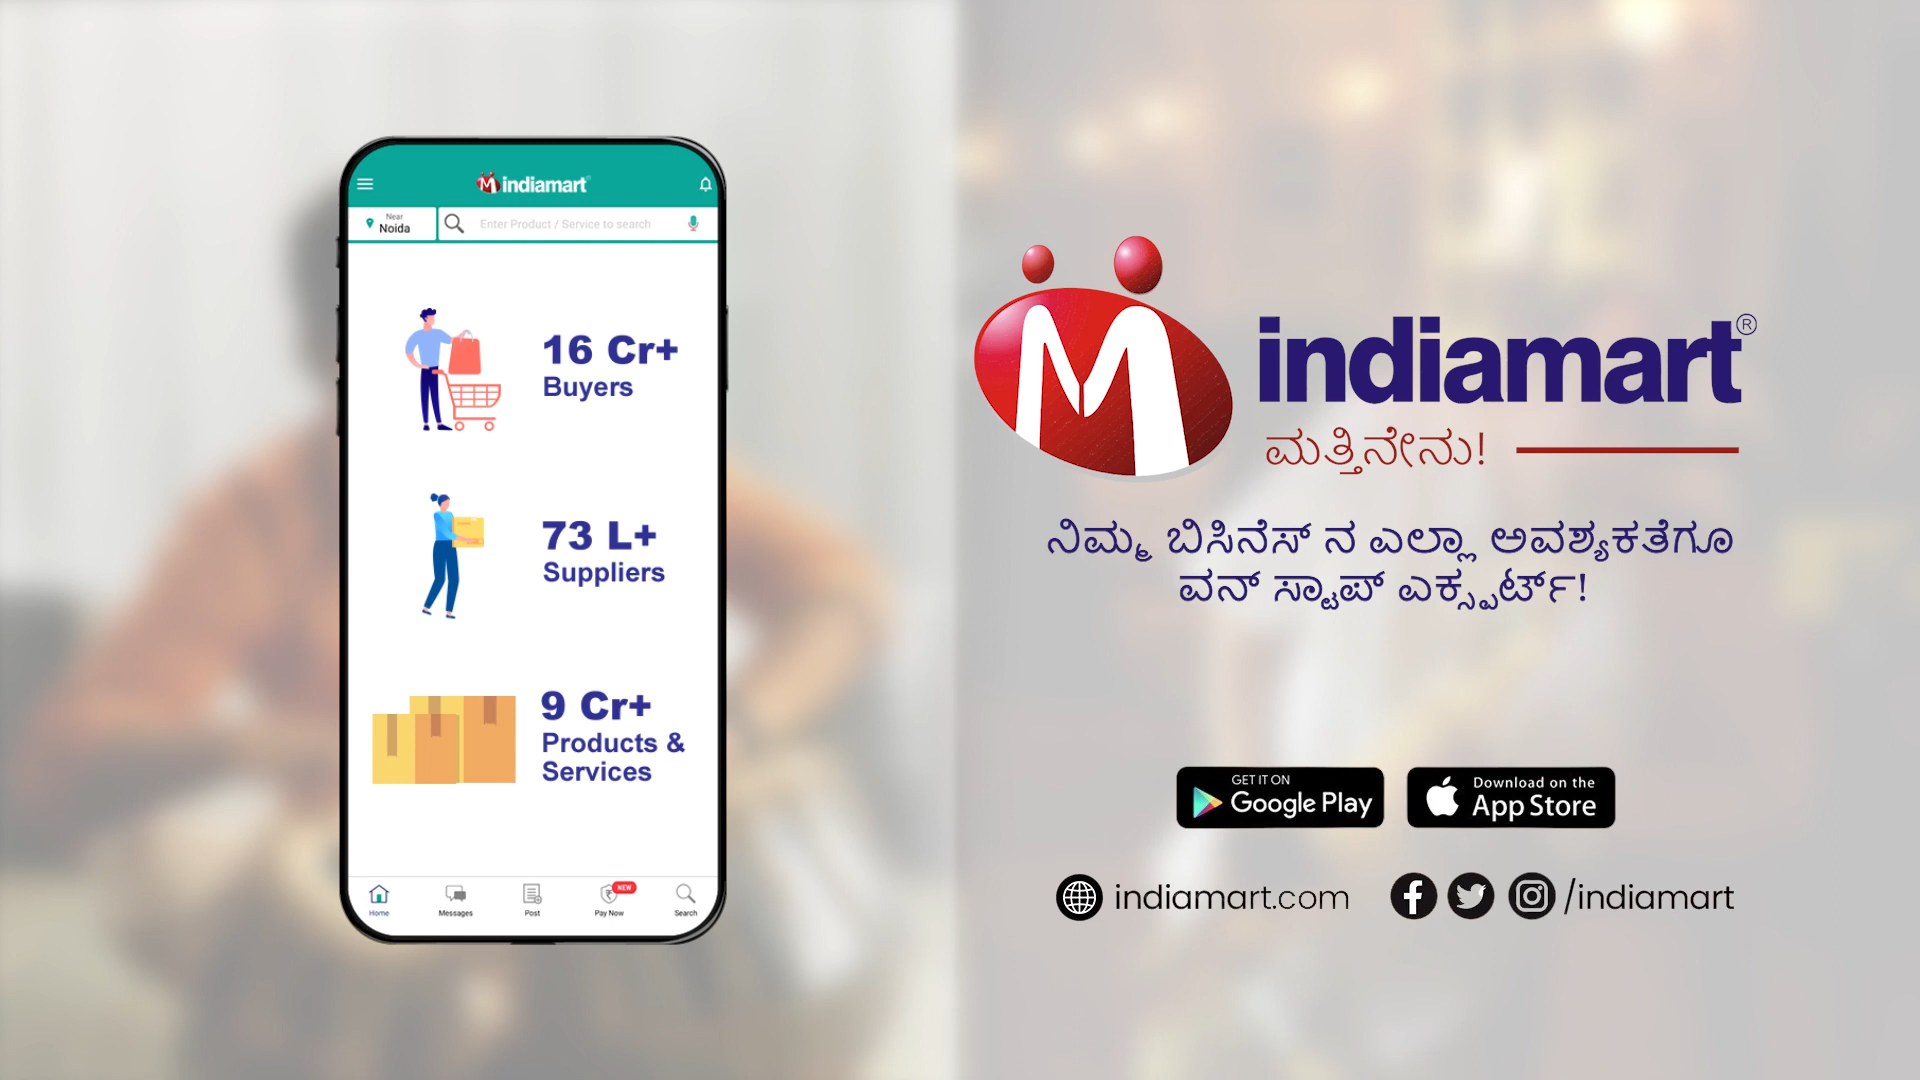 indiamart
Near
Noida
Enter Product / Service to search
16 Cr+
Buyers
73 L+
Suppliers
9 Cr+
Products &
Services
Home
Messages
Post
NEW
Pay Now
Search
indiamart®
ಮತ್ತಿನೇನು!
ನಿಮ್ಮ ಬಿಸಿನೆಸ್ ನ ಎಲ್ಲಾ ಅವಶ್ಯಕತೆಗೂ
ವನ್ ಸ್ಟಾಪ್ ಎಕ್ಸ್ಪರ್ಟ್!
GET IT ON
Google Play
Download on the
App Store
indiamart.com
/indiamart